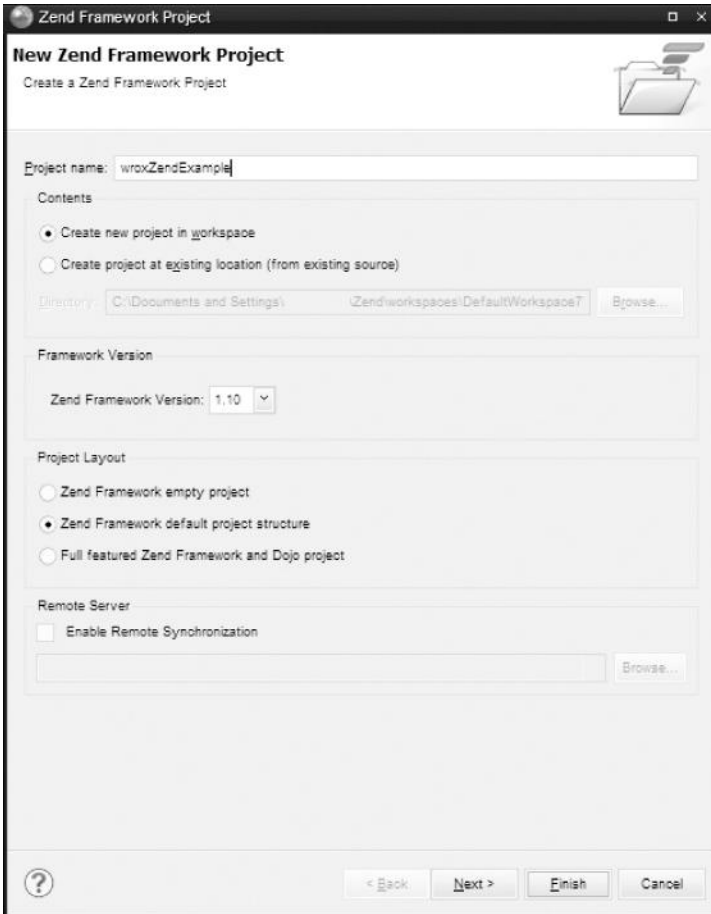 Zend Framework Project
New Zend Framework Project
Create a Zend Framework Project
Project name: wroxZendExample
Contents
Create new project in workspace
Create project at existing location (from existing source)
Directory: C:\Documents and Settings\ \Zend\workspaces\DefaultWorkspace7 Browse...
Framework Version
Zend Framework Version: 1.10
Project Layout
Zend Framework empty project
Zend Framework default project structure
Full featured Zend Framework and Dojo project
Remote Server
Enable Remote Synchronization
Browse...
? < Back Next > Finish Cancel